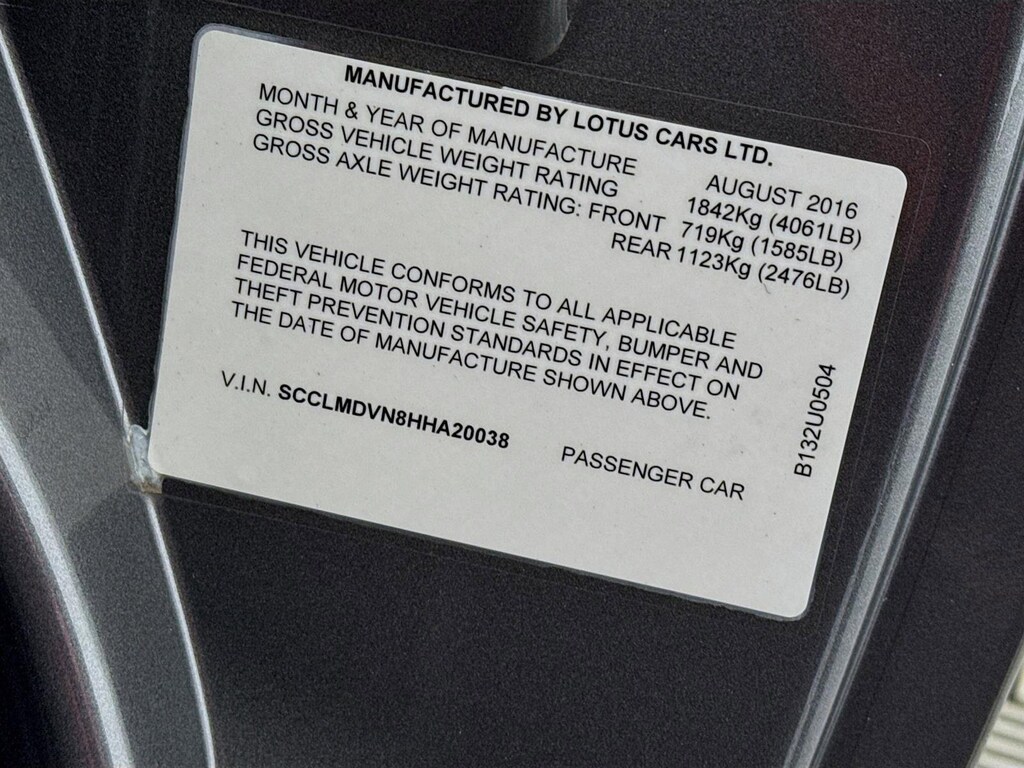 MANUFACTURED BY LOTUS CARS LTD.
MONTH & YEAR OF MANUFACTURE AUGUST 2016
GROSS VEHICLE WEIGHT RATING 1842Kg (4061LB)
GROSS AXLE WEIGHT RATING: FRONT 719Kg (1585LB)
REAR 1123Kg (2476LB)
THIS VEHICLE CONFORMS TO ALL APPLICABLE
FEDERAL MOTOR VEHICLE SAFETY, BUMPER AND
THEFT PREVENTION STANDARDS IN EFFECT ON
THE DATE OF MANUFACTURE SHOWN ABOVE.
V.I.N. SCCLMDVN8HHA20038 PASSENGER CAR
B132U0504